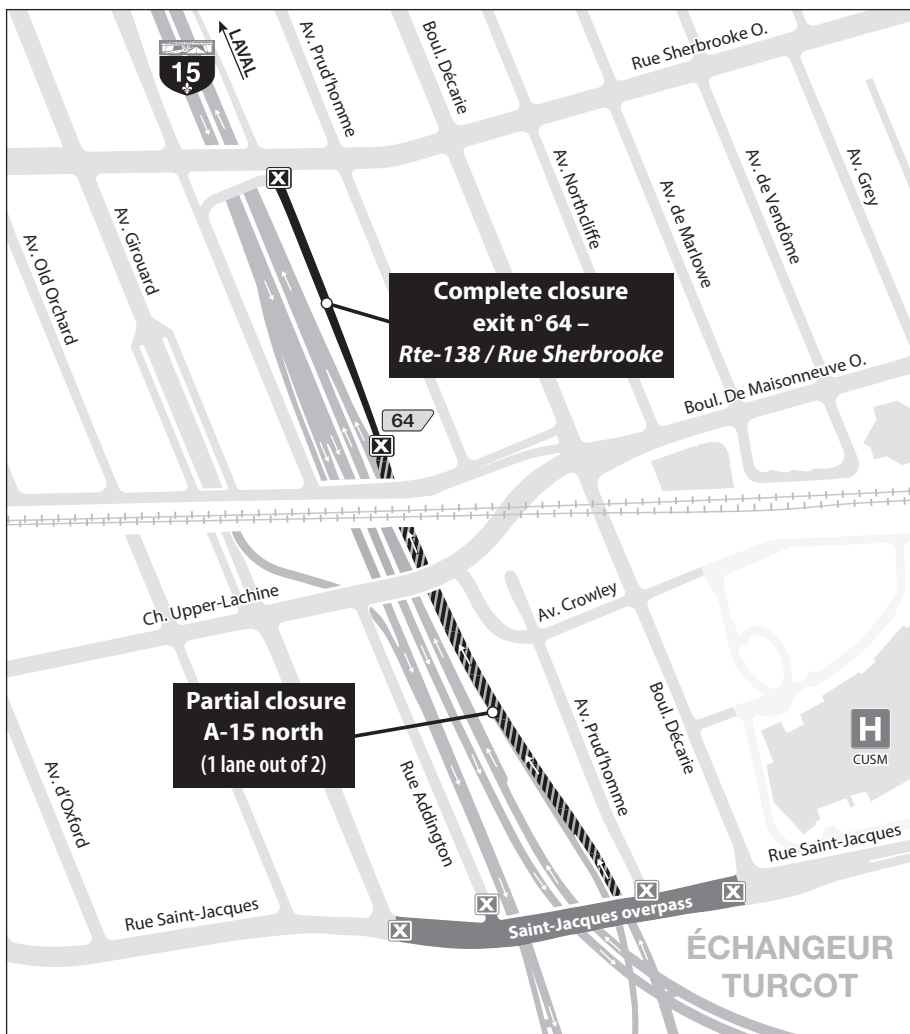 LAVAL
15
Av. Prud'homme
Boul. Décarie
Rue Sherbrooke O.
Av. Old Orchard
Av. Girouard
Av. Northcliffe
Av. de Marlowe
Av. de Vendôme
Av. Grey
Complete closure
exit n° 64 –
Rte-138 / Rue Sherbrooke
64
Boul. De Maisonneuve O.
Ch. Upper-Lachine
Av. Crowley
Partial closure
A-15 north
(1 lane out of 2)
Av. d'Oxford
Rue Addington
Av. Prud'homme
Boul. Décarie
H
CUSM
Rue Saint-Jacques
Rue Saint-Jacques
Saint-Jacques overpass
ÉCHANGEUR
TURCOT